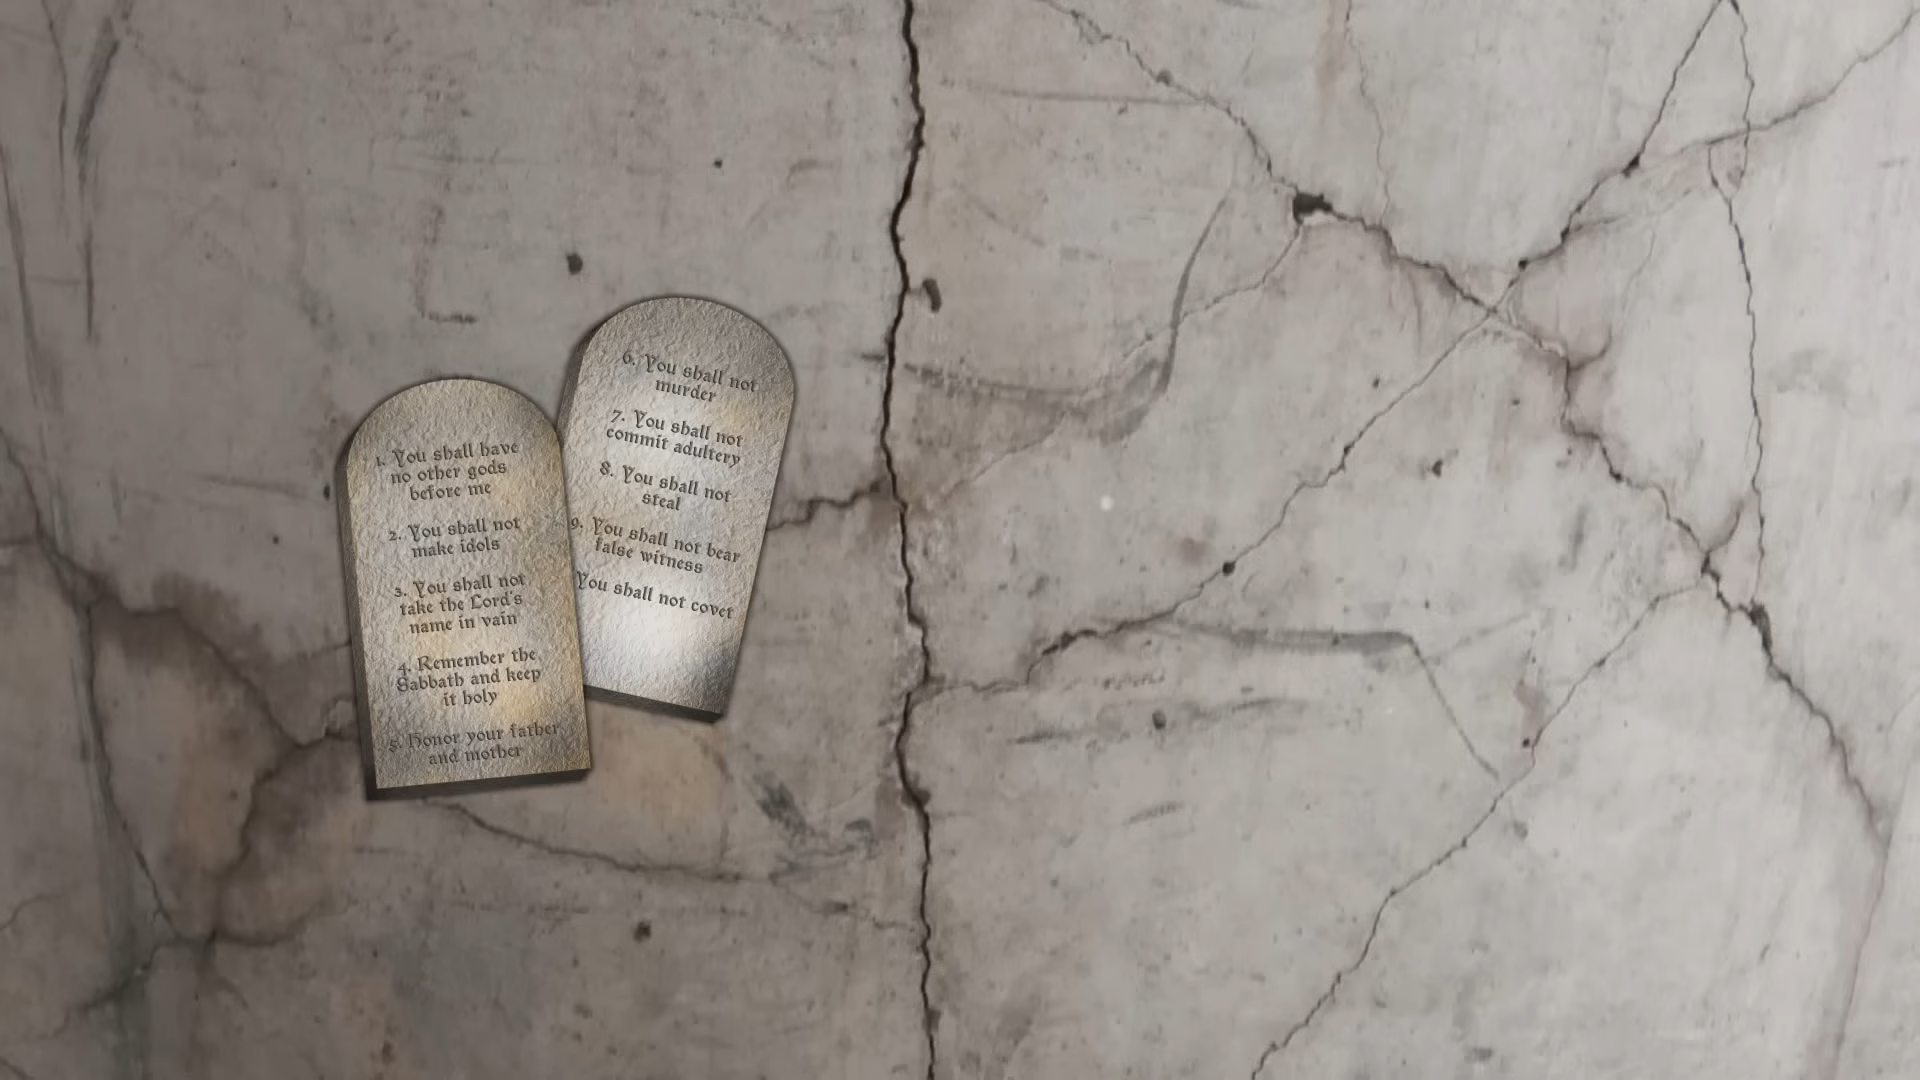 1. You shall have
no other gods
before me
2. You shall not
make idols
3. You shall not
take the Lord's
name in vain
4. Remember the
Sabbath and keep
it holy
5. Honor your father
and mother
6. You shall not
murder
7. You shall not
commit adultery
8. You shall not
steal
9. You shall not bear
false witness
You shall not covet